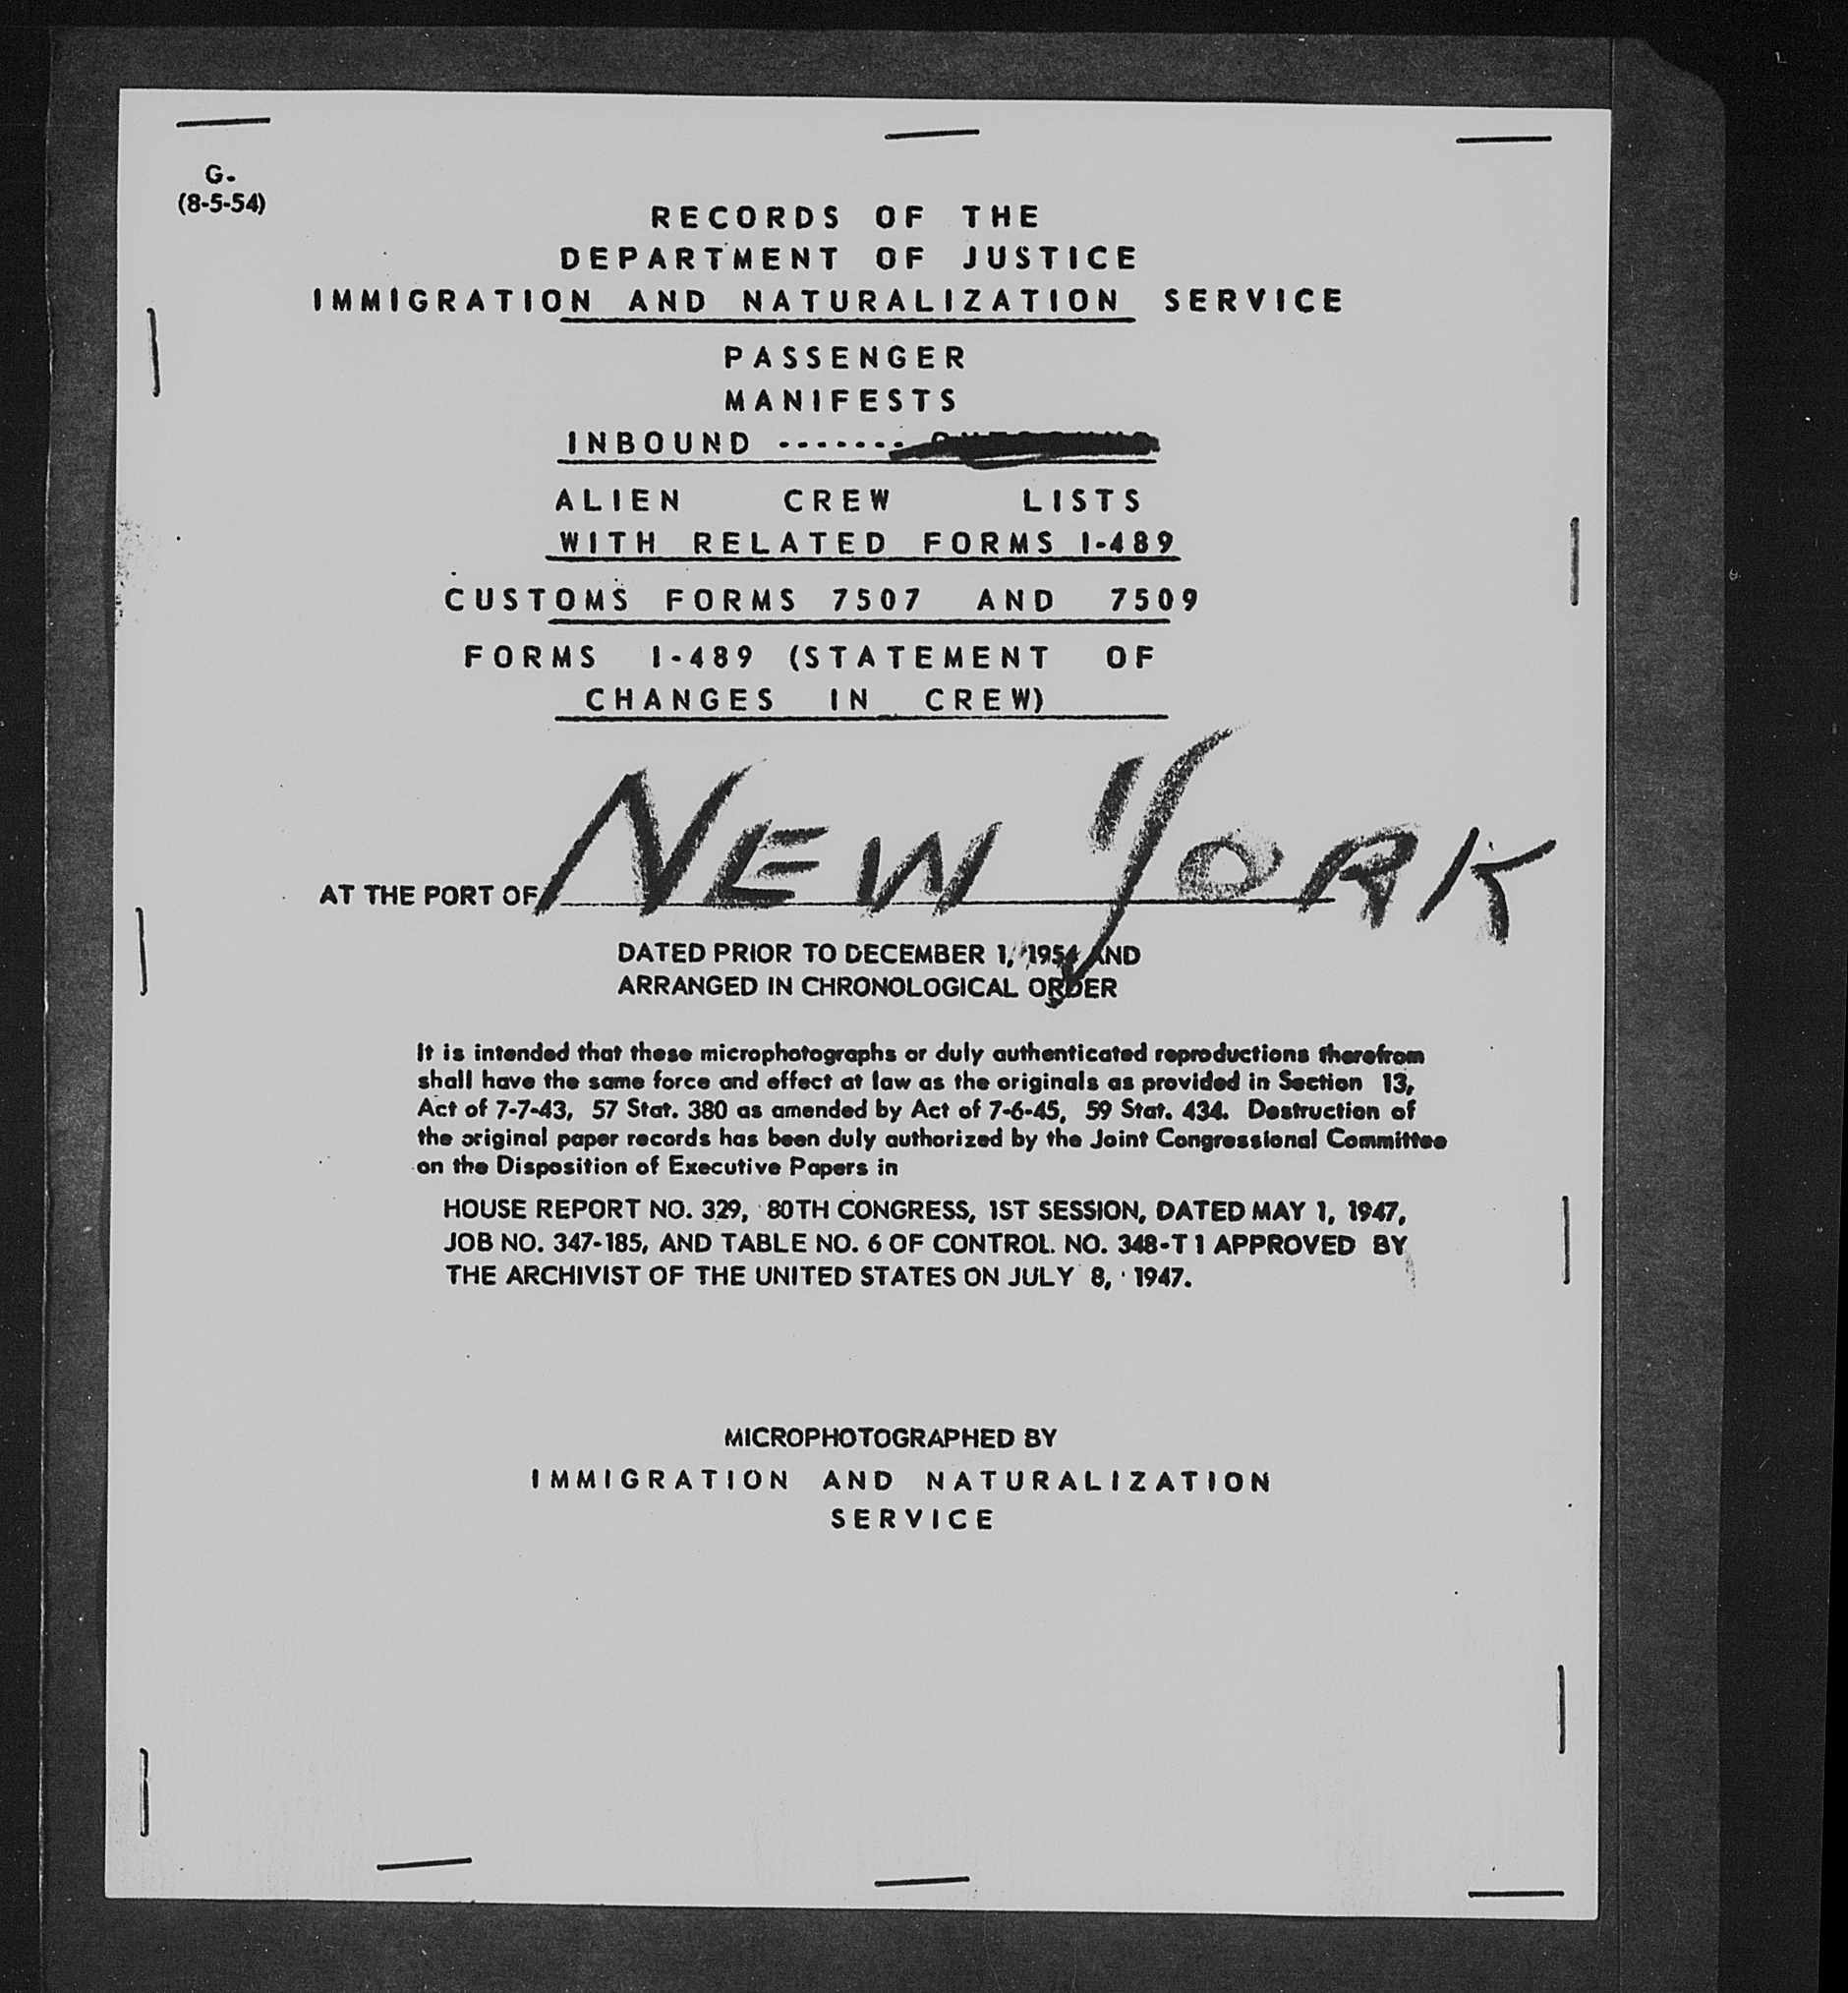 G-
(8-5-54)
RECORDS OF THE
DEPARTMENT OF JUSTICE
IMMIGRATION AND NATURALIZATION SERVICE
PASSENGER
MANIFESTS
INBOUND -------
ALIEN CREW LISTS
WITH RELATED FORMS I-489
CUSTOMS FORMS 7507 AND 7509
FORMS I-489 (STATEMENT OF
CHANGES IN CREW)
AT THE PORT OF NEW YORK
DATED PRIOR TO DECEMBER 1, 1954 AND
ARRANGED IN CHRONOLOGICAL ORDER
It is intended that these microphotographs or duly authenticated reproductions therefrom
shall have the same force and effect at law as the originals as provided in Section 13,
Act of 7-7-43, 57 Stat. 380 as amended by Act of 7-6-45, 59 Stat. 434. Destruction of
the original paper records has been duly authorized by the Joint Congressional Committee
on the Disposition of Executive Papers in
HOUSE REPORT NO. 329, 80TH CONGRESS, 1ST SESSION, DATED MAY 1, 1947,
JOB NO. 347-185, AND TABLE NO. 6 OF CONTROL NO. 348-T1 APPROVED BY
THE ARCHIVIST OF THE UNITED STATES ON JULY 8, 1947.
MICROPHOTOGRAPHED BY
IMMIGRATION AND NATURALIZATION
SERVICE